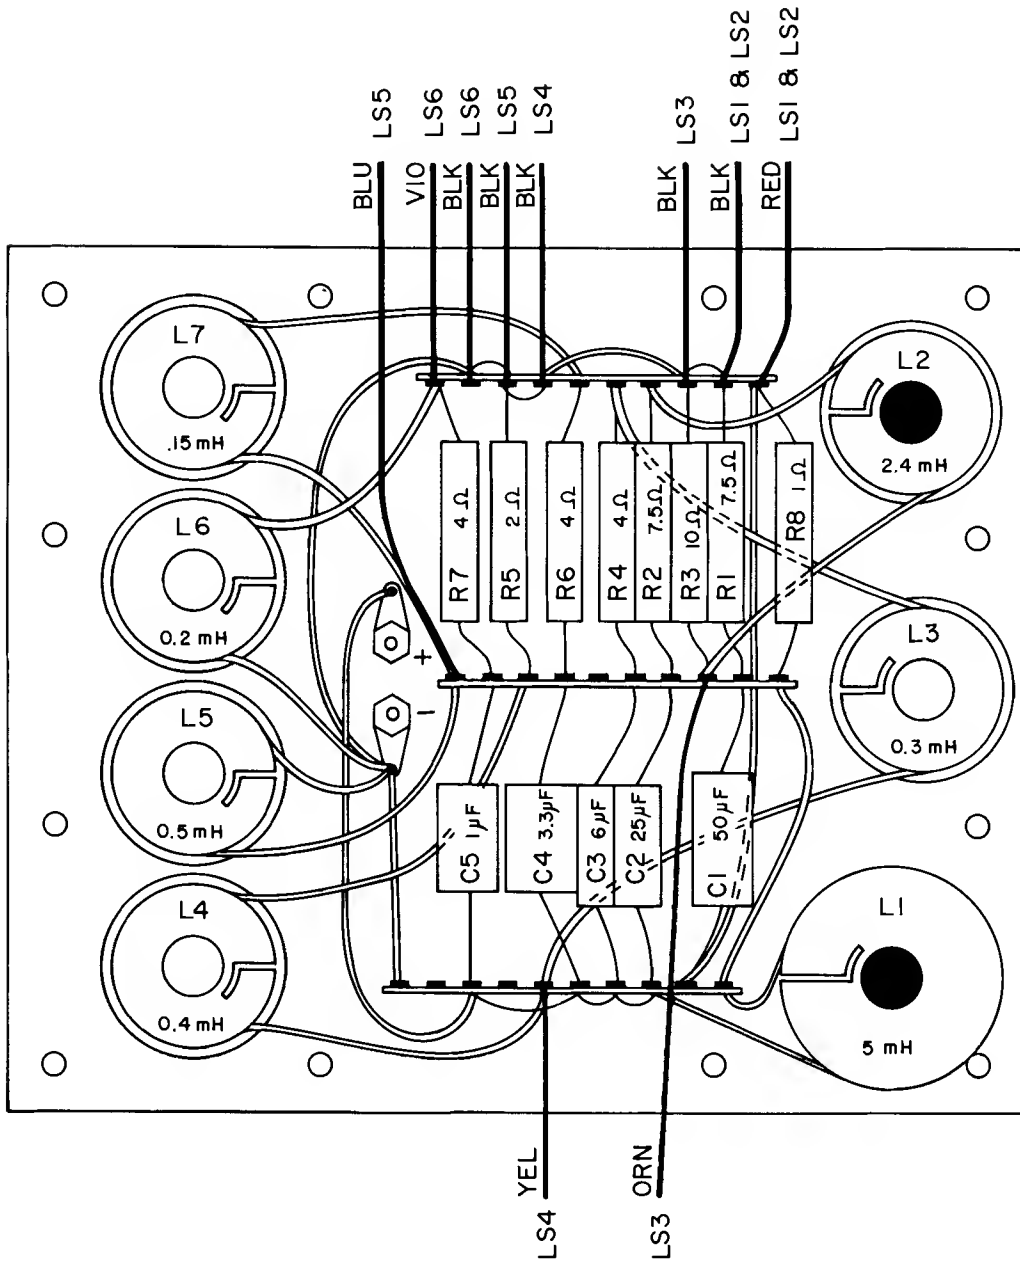 BLU LS5
VIO LS6
BLK LS6
BLK LS5
BLK LS4
BLK LS3
BLK LS1 & LS2
RED LS1 & LS2
L7
.15 mH
L6
0.2 mH
L5
0.5 mH
L4
0.4 mH
+
−
R7 4 Ω
R5 2 Ω
R6 4 Ω
R4 4 Ω
R2 7.5 Ω
R3 10 Ω
R1 7.5 Ω
R8 1 Ω
C5 1 µF
C4 3.3 µF
C3 6 µF
C2 25 µF
C1 50 µF
L2
2.4 mH
L3
0.3 mH
L1
5 mH
LS4 YEL
LS3 ORN